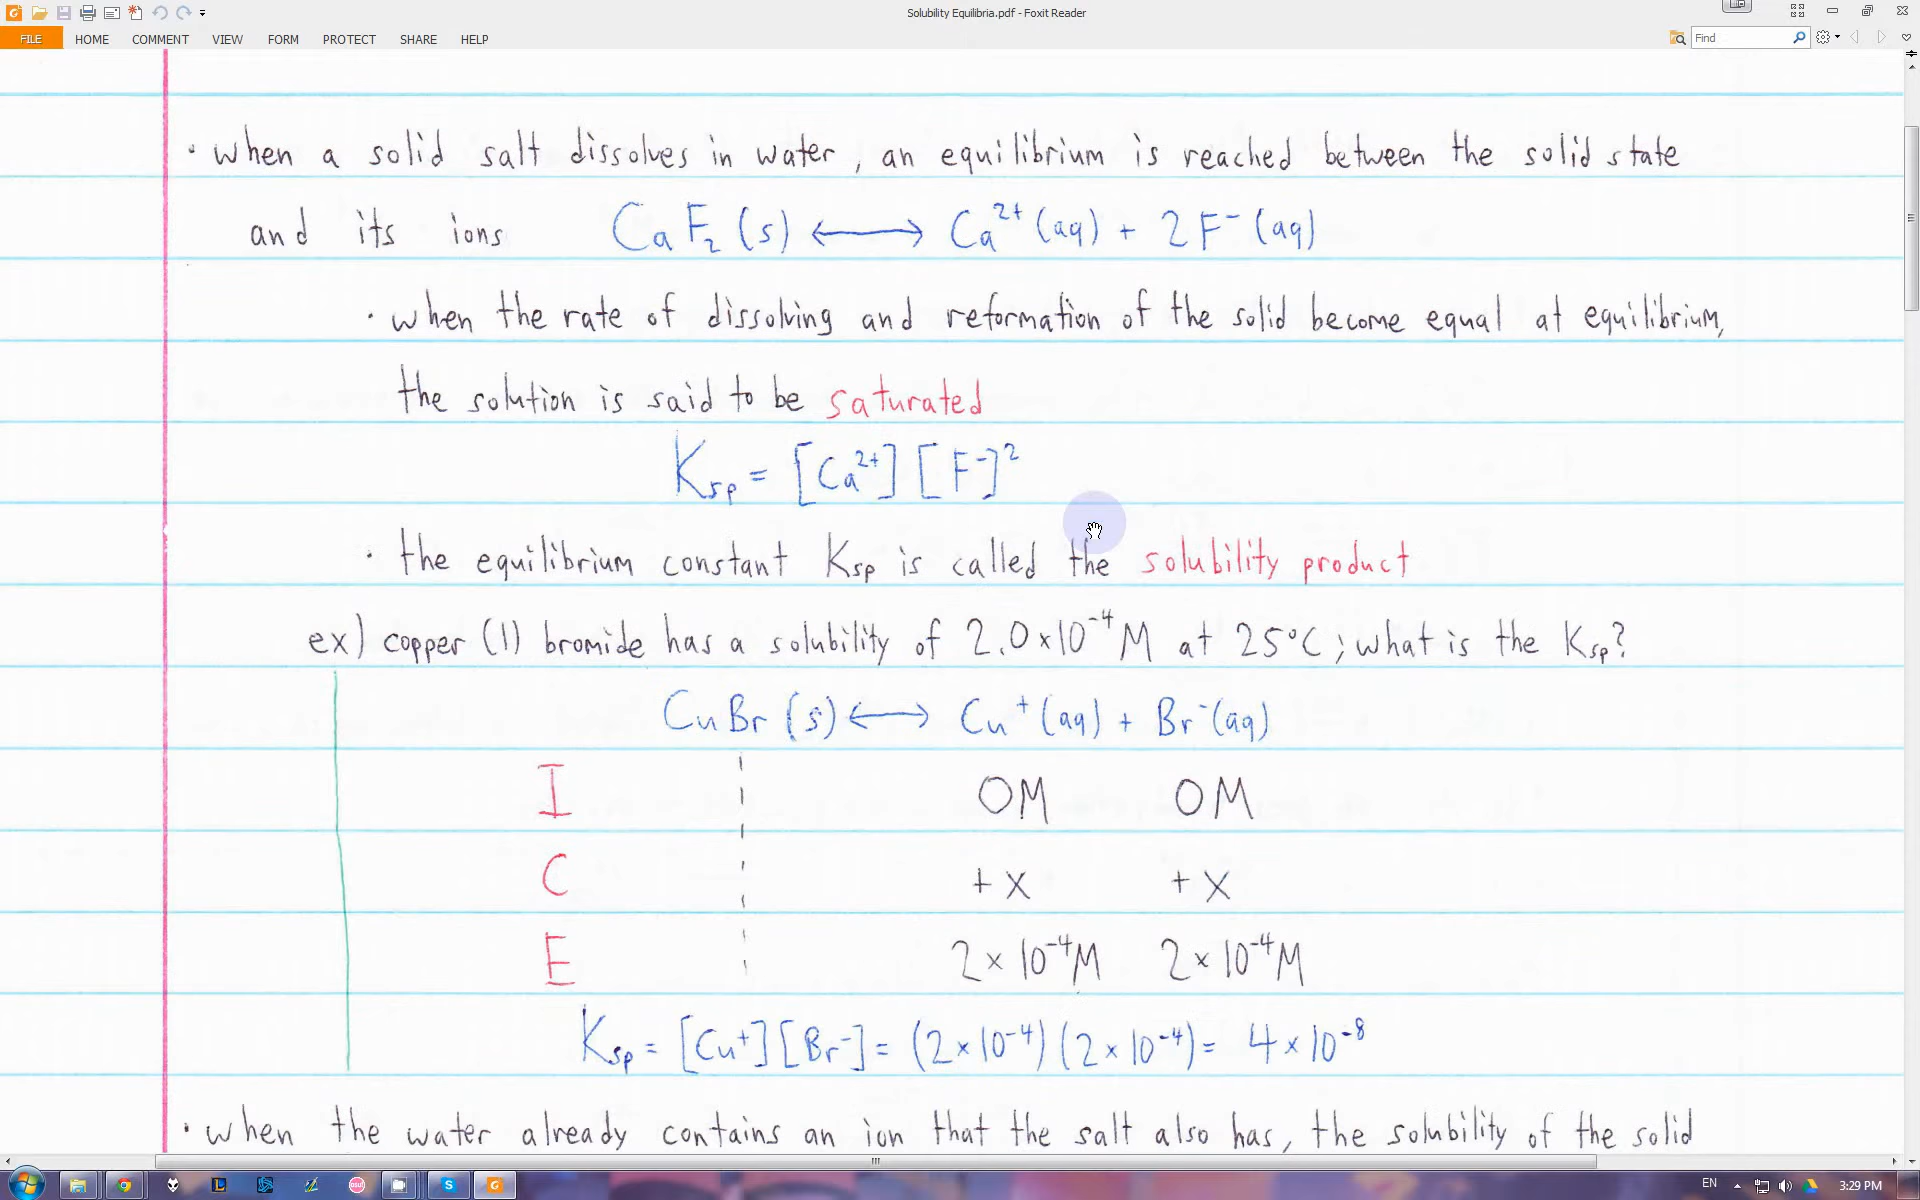 Solubility Equilibria.pdf - Foxit Reader
FILE HOME COMMENT VIEW FORM PROTECT SHARE HELP Find
• when a solid salt dissolves in water, an equilibrium is reached between the solid state
and its ions CaF₂ (s) ⟷ Ca²⁺ (aq) + 2F⁻ (aq)
• when the rate of dissolving and reformation of the solid become equal at equilibrium,
the solution is said to be saturated
Ksp = [Ca²⁺] [F⁻]²
• the equilibrium constant Ksp is called the solubility product
ex) copper (I) bromide has a solubility of 2.0 × 10⁻⁴ M at 25°C; what is the Ksp?
CuBr (s) ⟷ Cu⁺ (aq) + Br⁻ (aq)
I 0M 0M
C + x + x
E 2 × 10⁻⁴ M 2 × 10⁻⁴ M
Ksp = [Cu⁺] [Br⁻] = (2 × 10⁻⁴) (2 × 10⁻⁴) = 4 × 10⁻⁸
• when the water already contains an ion that the salt also has, the solubility of the solid
EN 3:29 PM